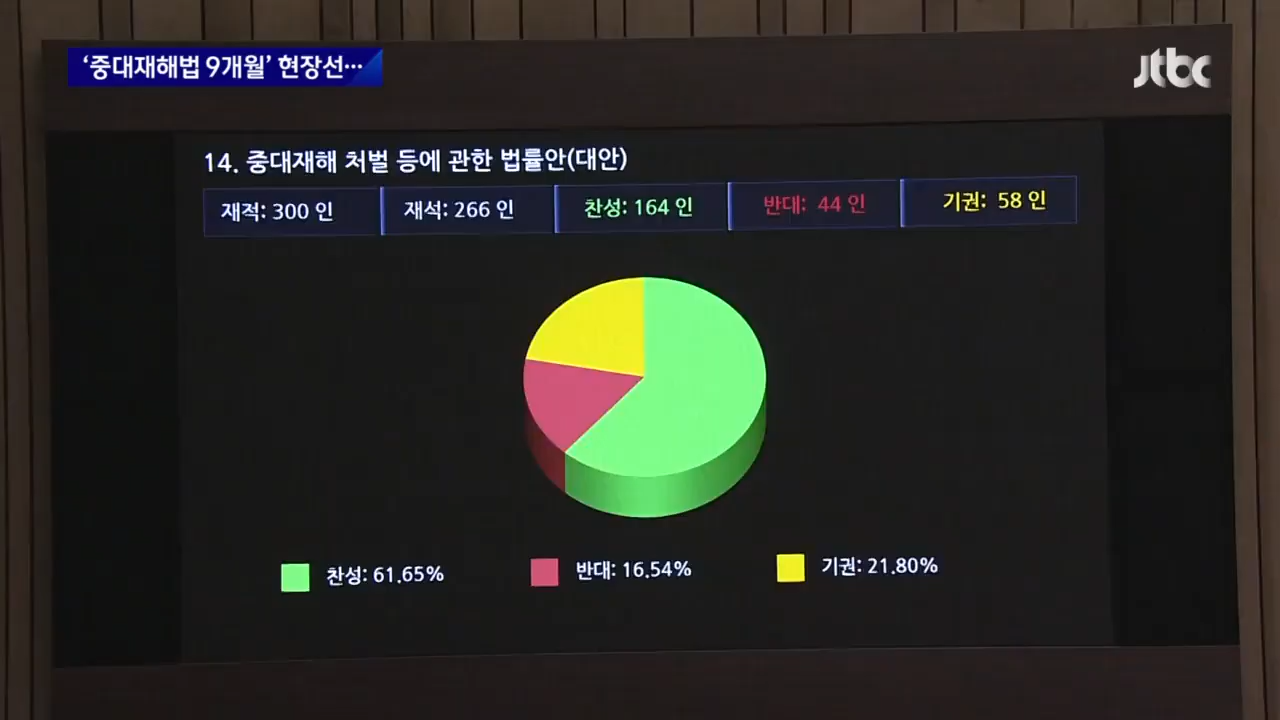 ‘중대재해법 9개월’ 현장선…
jtbc
14. 중대재해 처벌 등에 관한 법률안(대안)
재적: 300 인
재석: 266 인
찬성: 164 인
반대: 44 인
기권: 58 인
찬성: 61.65%
반대: 16.54%
기권: 21.80%